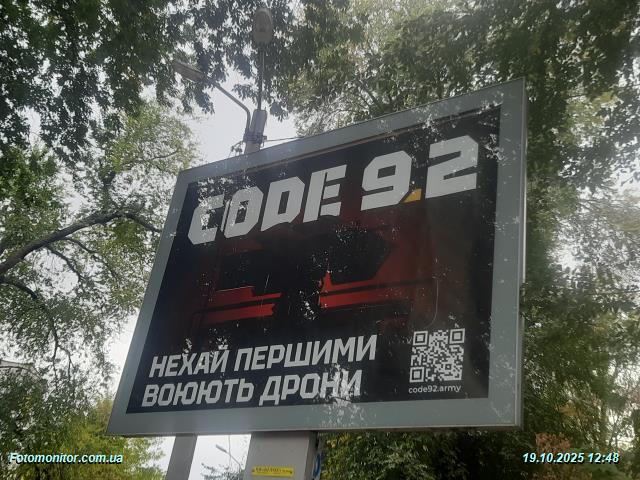 CODE 9.2
НЕХАЙ ПЕРШИМИ
ВОЮЮТЬ ДРОНИ
code92.army
Fotomonitor.com.ua
19.10.2025 12:48